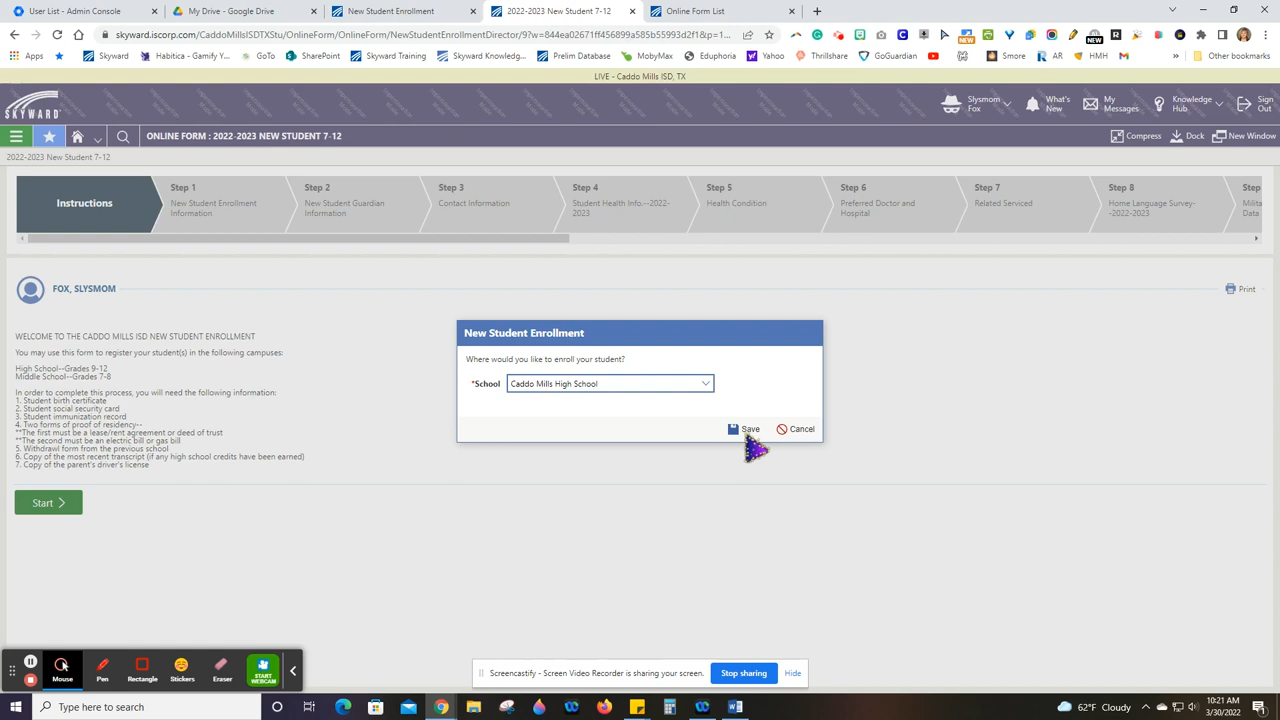 User List - Admin Console
My Drive - Google Drive
New Student Enrollment
2022-2023 New Student 7-12
Online Form List
skyward.iscorp.com/CaddoMillsISDTXStu/OnlineForm/OnlineForm/NewStudentEnrollmentDirector/9?w=844ea02671ff456899a585b55993d2f1&p=1...
Apps
Skyward
Habitica - Gamify Y...
GoTo
SharePoint
Skyward Training
Skyward Knowledg...
Prelim Database
MobyMax
Eduphoria
Yahoo
Thrillshare
GoGuardian
Smore
AR
HMH
Other bookmarks
LIVE - Caddo Mills ISD, TX
SKYWARD
Slysmom Fox
What's New
My Messages
Knowledge Hub
Sign Out
ONLINE FORM : 2022-2023 NEW STUDENT 7-12
Compress
Dock
New Window
2022-2023 New Student 7-12
Instructions
Step 1
New Student Enrollment
Information
Step 2
New Student Guardian
Information
Step 3
Contact Information
Step 4
Student Health Info.--2022-
2023
Step 5
Health Condition
Step 6
Preferred Doctor and
Hospital
Step 7
Related Serviced
Step 8
Home Language Survey-
-2022-2023
Step
Milita
Data
FOX, SLYSMOM
Print
WELCOME TO THE CADDO MILLS ISD NEW STUDENT ENROLLMENT
You may use this form to register your student(s) in the following campuses:
High School--Grades 9-12
Middle School--Grades 7-8
In order to complete this process, you will need the following information:
1. Student birth certificate
2. Student social security card
3. Student immunization record
4. Two forms of proof of residency--
**The first must be a lease/rent agreement or deed of trust
**The second must be an electric bill or gas bill
5. Withdrawl form from the previous school
6. Copy of the most recent transcript (if any high school credits have been earned)
7. Copy of the parent's driver's license
Start
New Student Enrollment
Where would you like to enroll your student?
*School
Caddo Mills High School
Save
Cancel
Mouse
Pen
Rectangle
Stickers
Eraser
START
WEBCAM
Screencastify - Screen Video Recorder is sharing your screen.
Stop sharing
Hide
Type here to search
62°F Cloudy
10:21 AM
3/30/2022